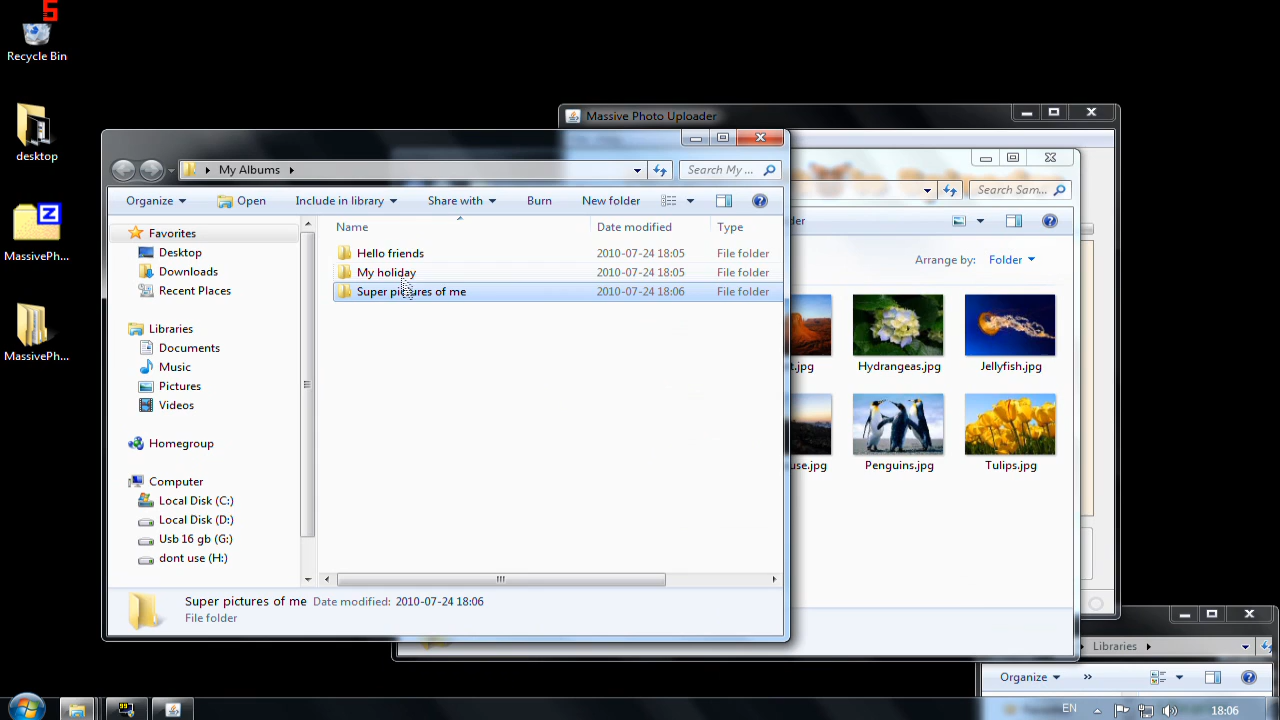 5
Recycle Bin
desktop
MassivePh...
MassivePh...
Massive Photo Uploader
My Albums
Search My ...
Organize
Open
Include in library
Share with
Burn
New folder
Name
Date modified
Type
Favorites
Desktop
Downloads
Recent Places
Libraries
Documents
Music
Pictures
Videos
Homegroup
Computer
Local Disk (C:)
Local Disk (D:)
Usb 16 gb (G:)
dont use (H:)
Hello friends 2010-07-24 18:05 File folder
My holiday 2010-07-24 18:05 File folder
Super pictures of me 2010-07-24 18:06 File folder
Super pictures of me Date modified: 2010-07-24 18:06
File folder
Search Sam...
Arrange by: Folder
Hydrangeas.jpg
Jellyfish.jpg
Penguins.jpg
Tulips.jpg
Libraries
Organize »
EN
18:06